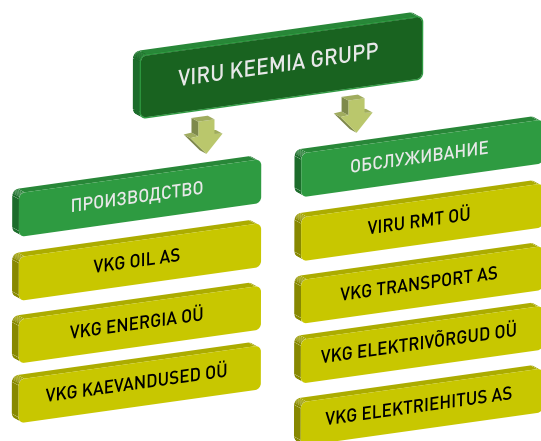 VIRU KEEMIA GRUPP
ПРОИЗВОДСТВО
VKG OIL AS
VKG ENERGIA OÜ
VKG KAEVANDUSED OÜ
ОБСЛУЖИВАНИЕ
VIRU RMT OÜ
VKG TRANSPORT AS
VKG ELEKTRIVÕRGUD OÜ
VKG ELEKTRIEHITUS AS